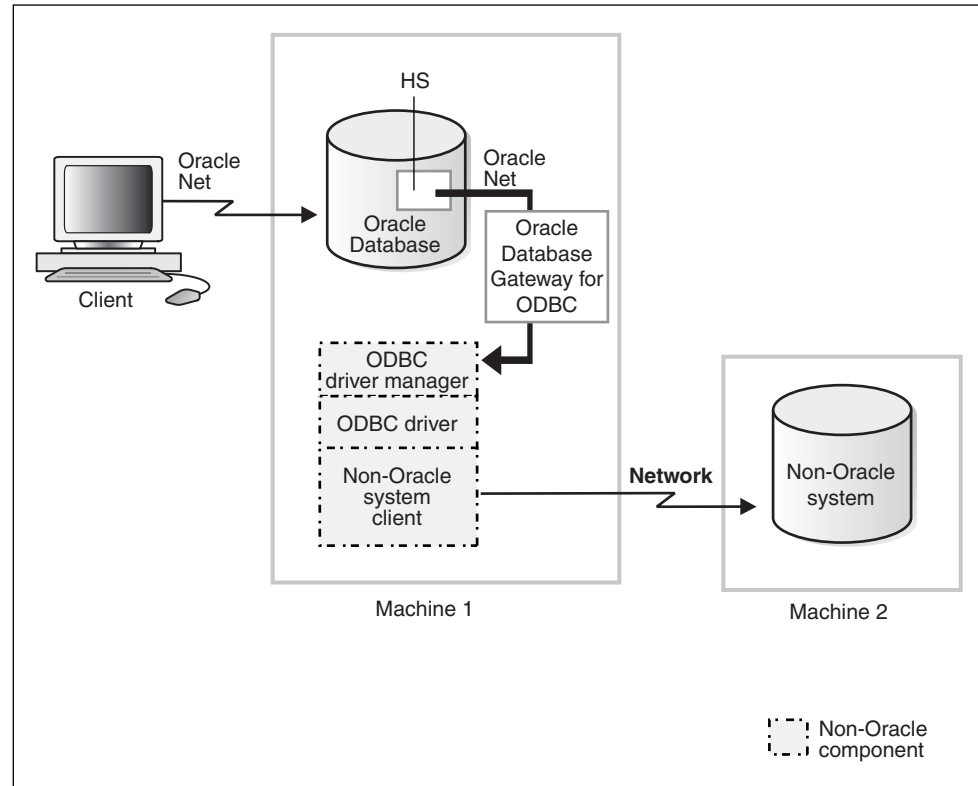 HS
Oracle
Net
Oracle
Net
Oracle
Database
Oracle
Database
Gateway for
ODBC
Client
ODBC
driver manager
ODBC driver
Non-Oracle
system
client
Network
Non-Oracle
system
Machine 1
Machine 2
Non-Oracle
component